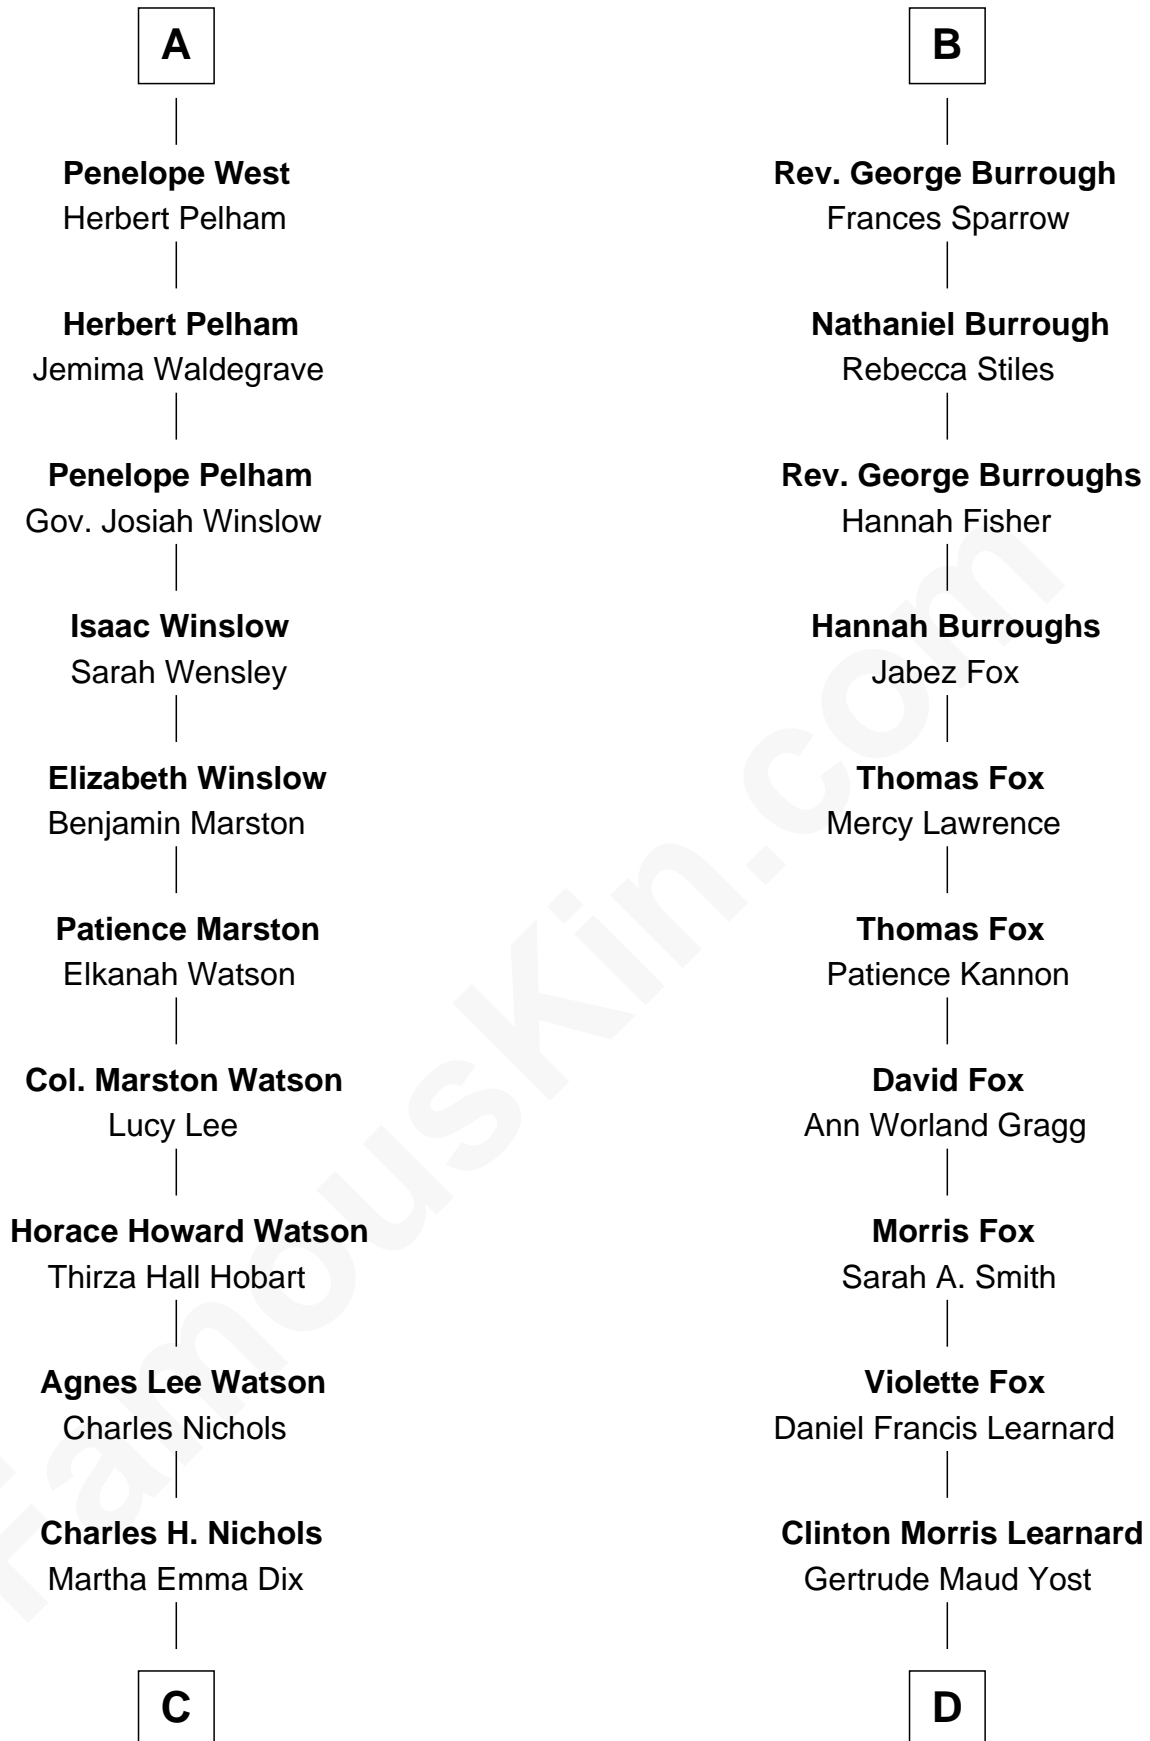 A
Penelope West
Herbert Pelham
Herbert Pelham
Jemima Waldegrave
Penelope Pelham
Gov. Josiah Winslow
Isaac Winslow
Sarah Wensley
Elizabeth Winslow
Benjamin Marston
Patience Marston
Elkanah Watson
Col. Marston Watson
Lucy Lee
Horace Howard Watson
Thirza Hall Hobart
Agnes Lee Watson
Charles Nichols
Charles H. Nichols
Martha Emma Dix
C
B
Rev. George Burrough
Frances Sparrow
Nathaniel Burrough
Rebecca Stiles
Rev. George Burroughs
Hannah Fisher
Hannah Burroughs
Jabez Fox
Thomas Fox
Mercy Lawrence
Thomas Fox
Patience Kannon
David Fox
Ann Worland Gragg
Morris Fox
Sarah A. Smith
Violette Fox
Daniel Francis Learnard
Clinton Morris Learnard
Gertrude Maud Yost
D
FamousKin.com